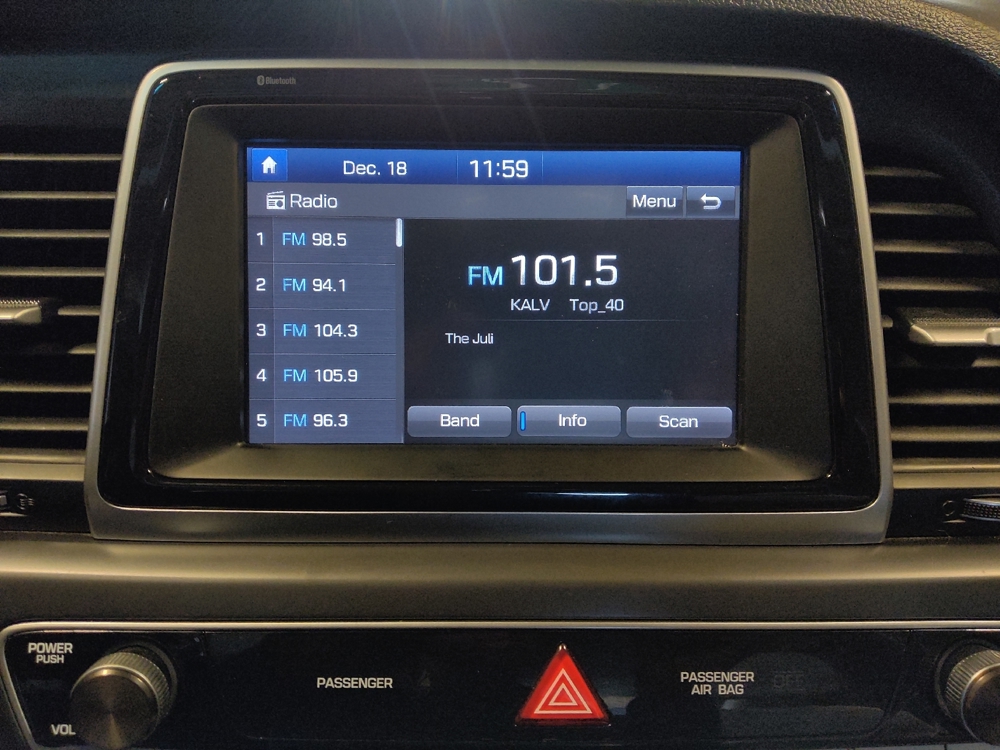 Bluetooth
Dec. 18 11:59
Radio Menu
1 FM 98.5
2 FM 94.1
3 FM 104.3
4 FM 105.9
5 FM 96.3
FM 101.5
KALV Top_40
The Juli
Band Info Scan
POWER
PUSH
VOL
PASSENGER
PASSENGER
AIR BAG